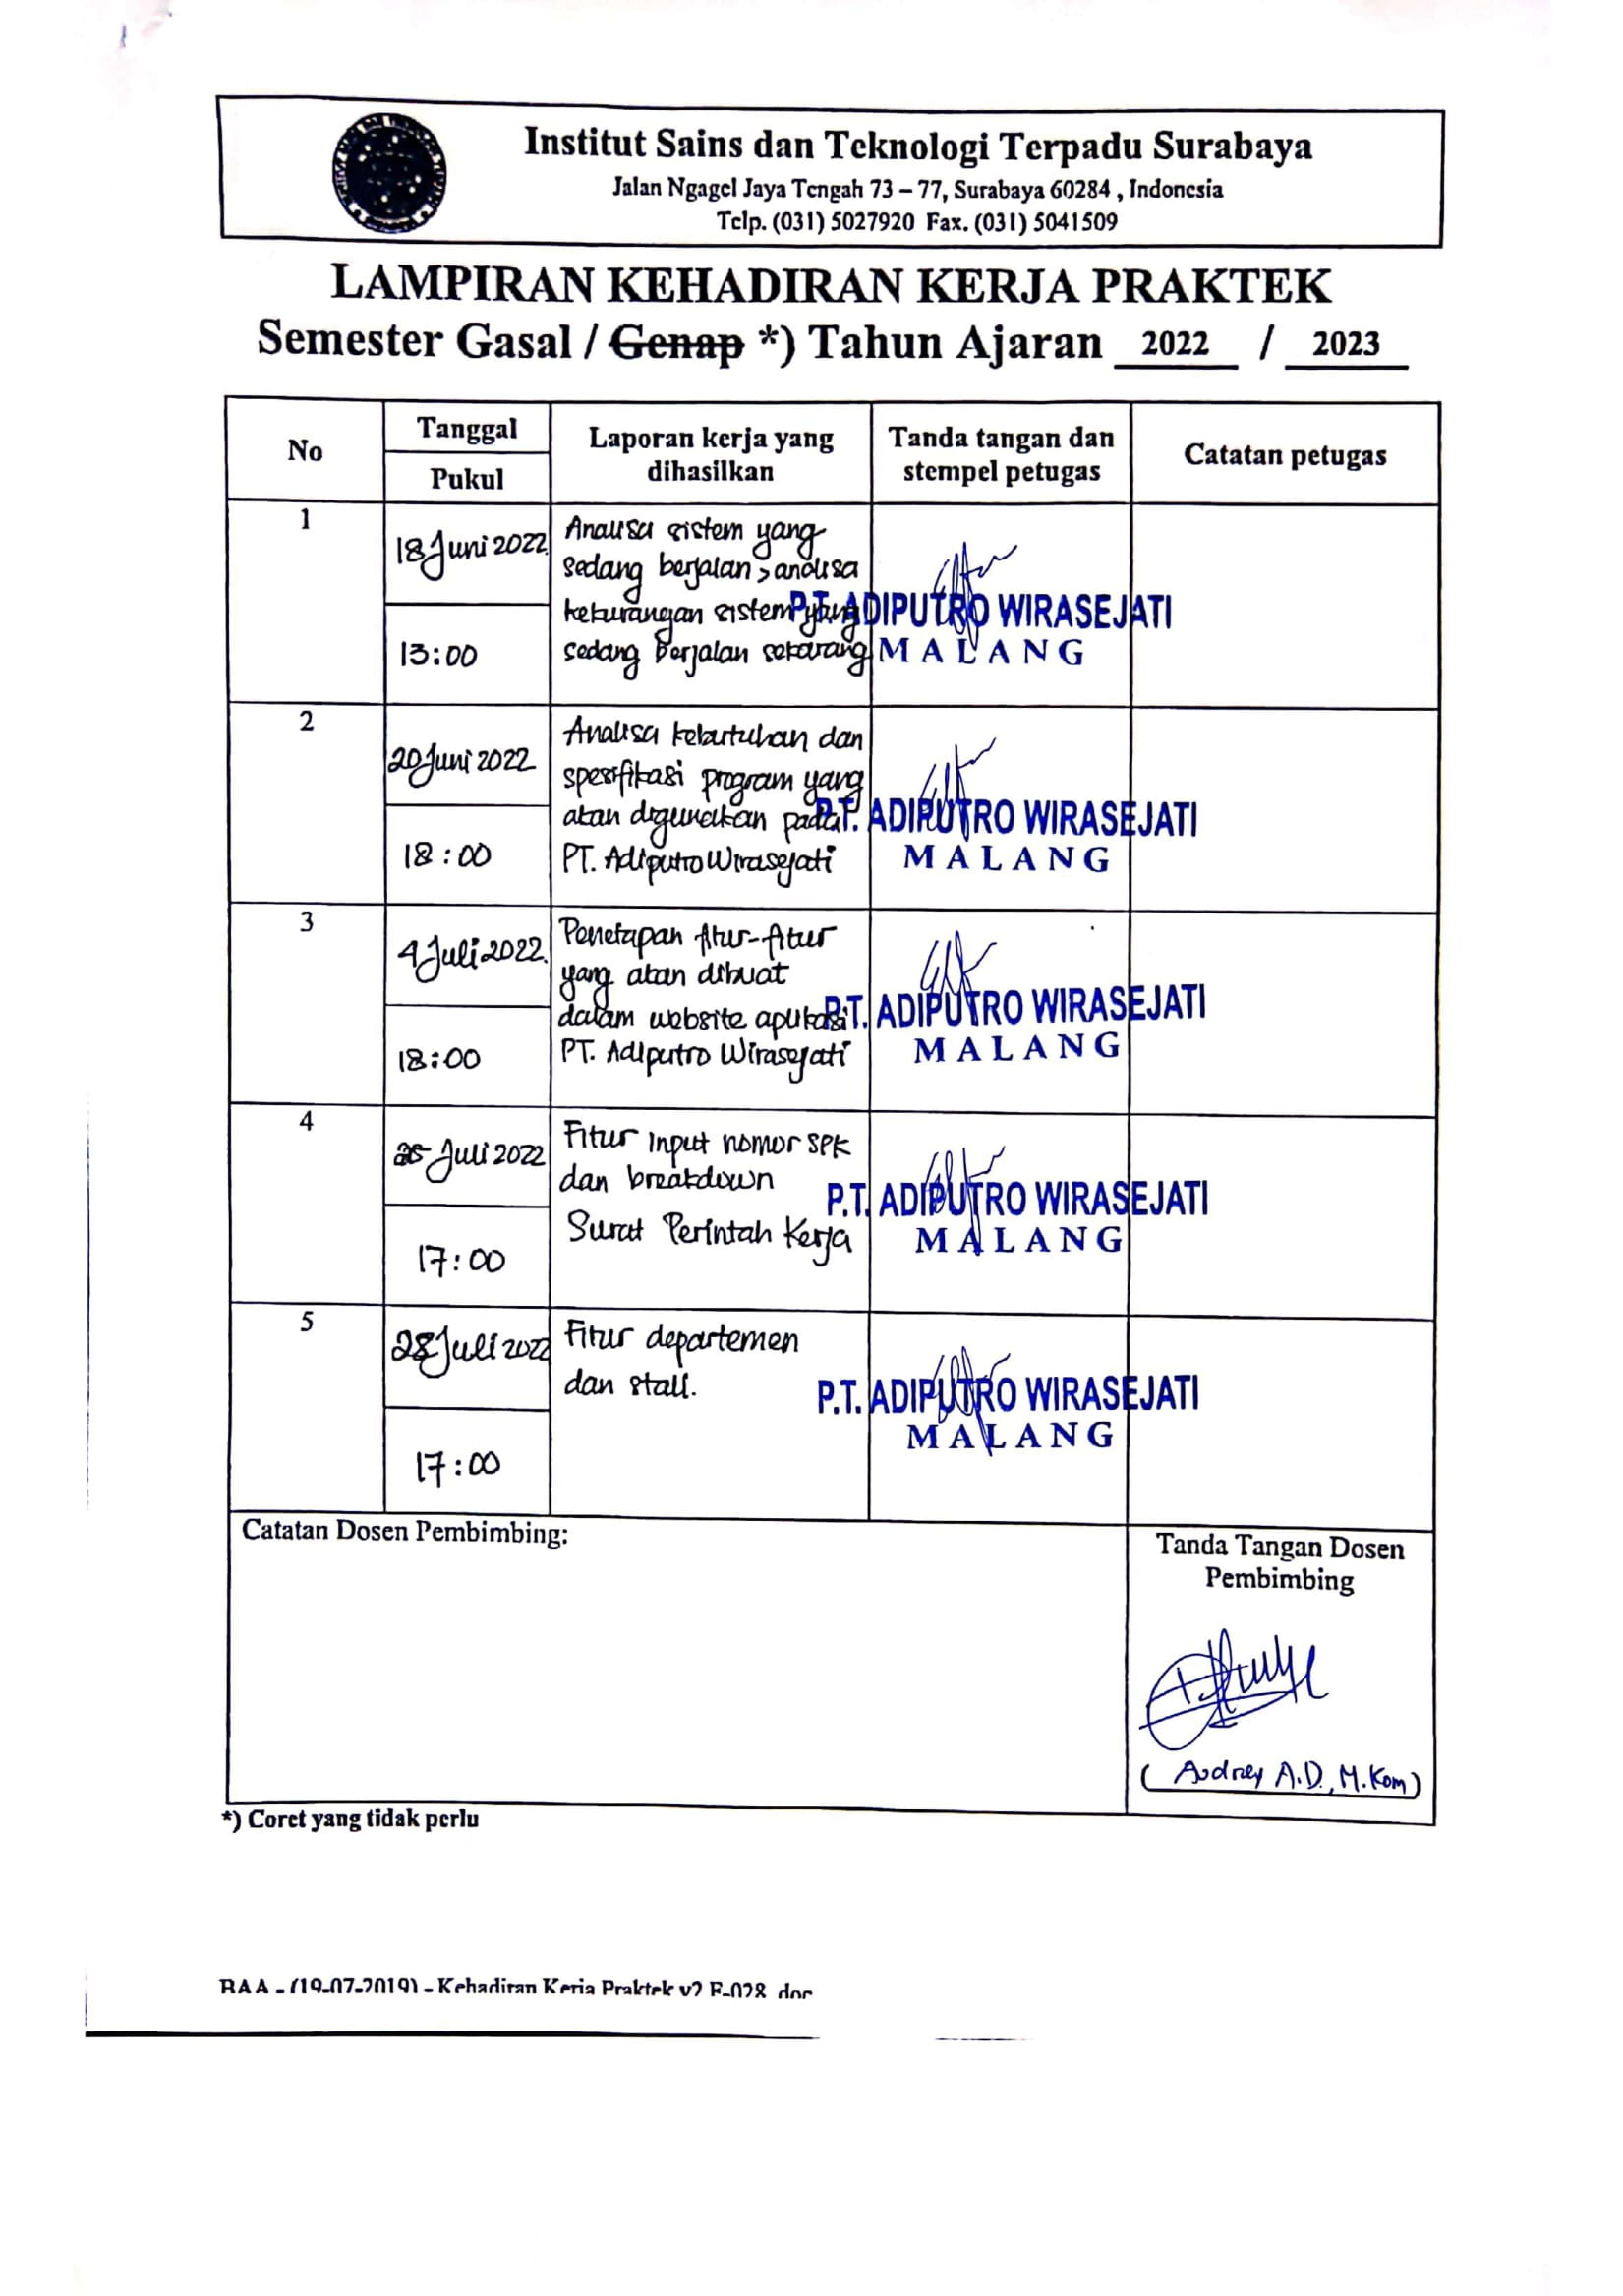 Institut Sains dan Teknologi Terpadu Surabaya
Jalan Ngagel Jaya Tengah 73 – 77, Surabaya 60284 , Indonesia
Telp. (031) 5027920 Fax. (031) 5041509
LAMPIRAN KEHADIRAN KERJA PRAKTEK
Semester Gasal / Genap *) Tahun Ajaran 2022 / 2023
No
Tanggal
Pukul
Laporan kerja yang
dihasilkan
Tanda tangan dan
stempel petugas
Catatan petugas
1
18 Juni 2022
13:00
Analisa sistem yang
sedang berjalan, analisa
kekurangan sistem yang
sedang berjalan sekarang
P.T. ADIPUTRO WIRASEJATI
MALANG
2
20 Juni 2022
18:00
Analisa kebutuhan dan
spesifikasi program yang
akan digunakan pada
PT. Adiputro Wirasejati
P.T. ADIPUTRO WIRASEJATI
MALANG
3
4 Juli 2022.
18:00
Penetapan fitur-fitur
yang akan dibuat
dalam website aplikasi
PT. Adiputro Wirasejati
P.T. ADIPUTRO WIRASEJATI
MALANG
4
25 Juli 2022
17:00
Fitur input nomor SPK
dan breakdown
Surat Perintah Kerja
P.T. ADIPUTRO WIRASEJATI
MALANG
5
28 Juli 2022
17:00
Fitur departemen
dan stall.
P.T. ADIPUTRO WIRASEJATI
MALANG
Catatan Dosen Pembimbing:
Tanda Tangan Dosen
Pembimbing
( Audrey A.D., M.Kom )
*) Coret yang tidak perlu
BAA - (19-07-2019) - Kehadiran Kerja Praktek v2 F-028 .doc